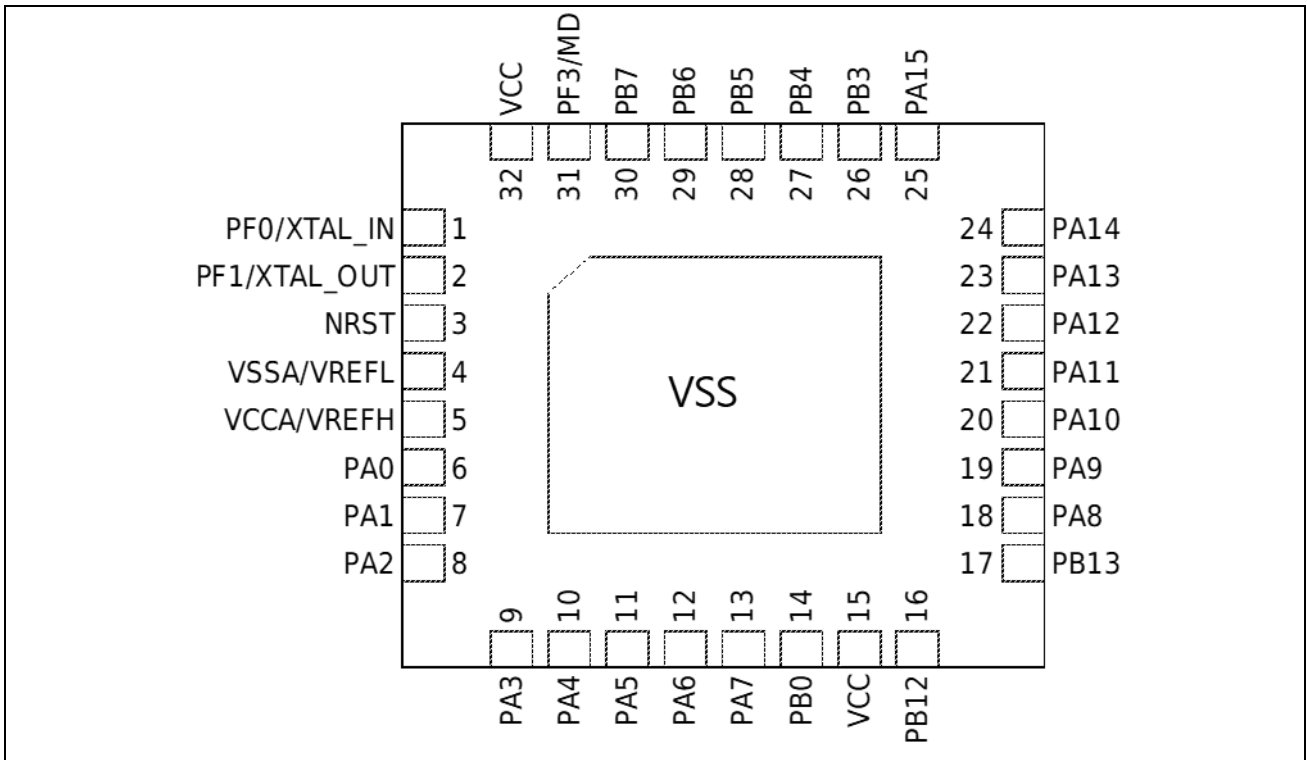 VCC PF3/MD PB7 PB6 PB5 PB4 PB3 PA15
32 31 30 29 28 27 26 25
PF0/XTAL_IN 1 24 PA14
PF1/XTAL_OUT 2 23 PA13
NRST 3 22 PA12
VSSA/VREFL 4 21 PA11
VSS
VCCA/VREFH 5 20 PA10
PA0 6 19 PA9
PA1 7 18 PA8
PA2 8 17 PB13
9 10 11 12 13 14 15 16
PA3 PA4 PA5 PA6 PA7 PB0 VCC PB12